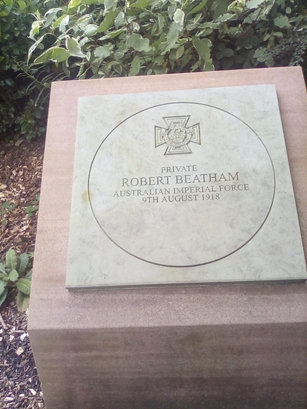 PRIVATE
ROBERT BEATHAM
AUSTRALIAN IMPERIAL FORCE
9TH AUGUST 1918